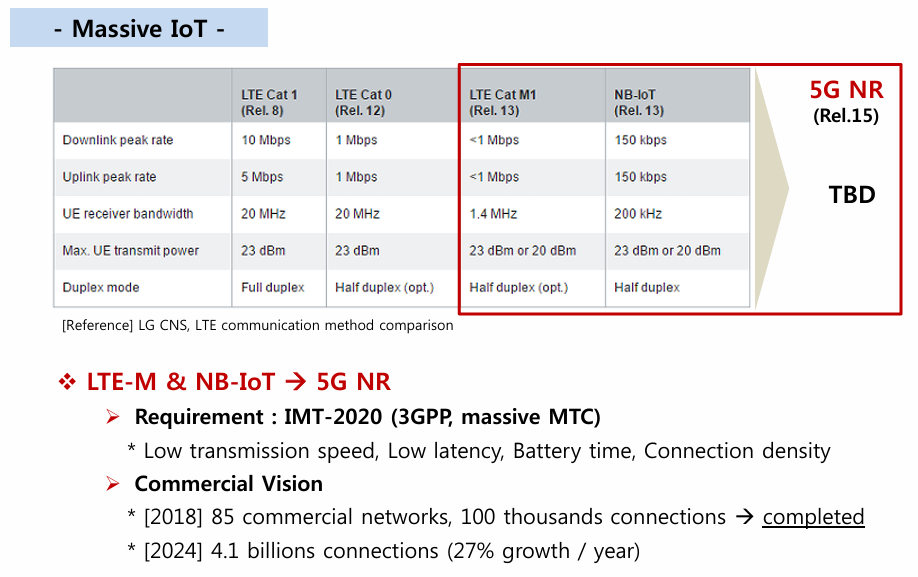 - Massive IoT -
LTE Cat 1 (Rel. 8) LTE Cat 0 (Rel. 12) LTE Cat M1 (Rel. 13) NB-IoT (Rel. 13)
Downlink peak rate 10 Mbps 1 Mbps <1 Mbps 150 kbps
Uplink peak rate 5 Mbps 1 Mbps <1 Mbps 150 kbps
UE receiver bandwidth 20 MHz 20 MHz 1.4 MHz 200 kHz
Max. UE transmit power 23 dBm 23 dBm 23 dBm or 20 dBm 23 dBm or 20 dBm
Duplex mode Full duplex Half duplex (opt.) Half duplex (opt.) Half duplex
5G NR
(Rel.15)
TBD
[Reference] LG CNS, LTE communication method comparison
❖ LTE-M & NB-IoT → 5G NR
➢ Requirement : IMT-2020 (3GPP, massive MTC)
* Low transmission speed, Low latency, Battery time, Connection density
➢ Commercial Vision
* [2018] 85 commercial networks, 100 thousands connections → completed
* [2024] 4.1 billions connections (27% growth / year)